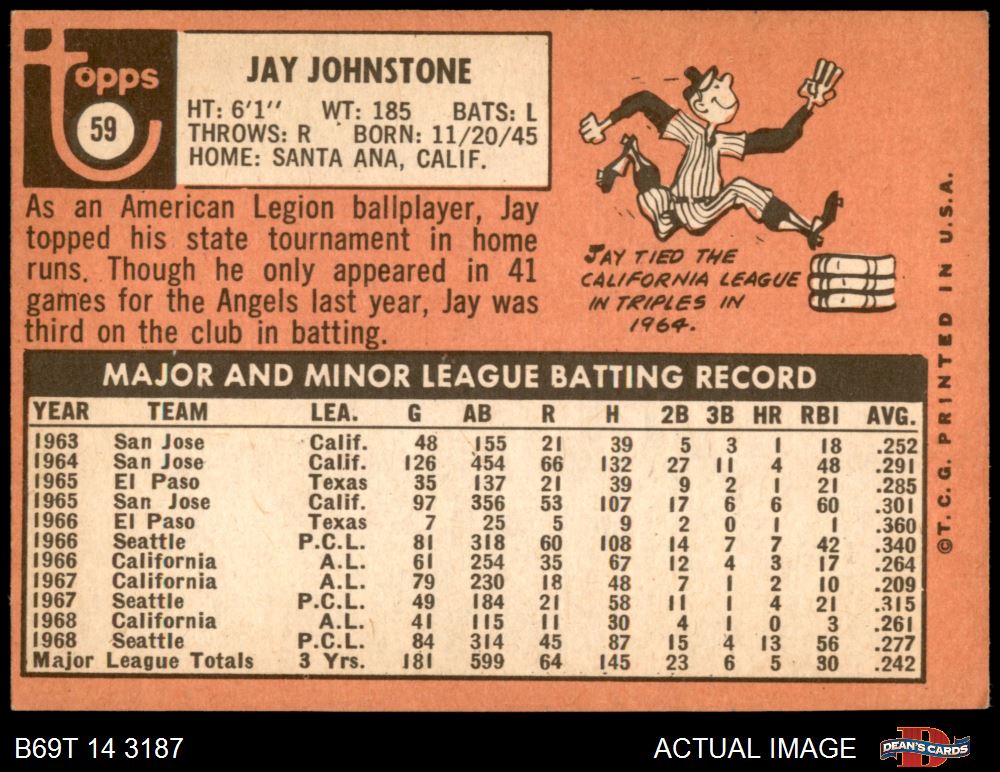 Topps
59
JAY JOHNSTONE
HT: 6'1" WT: 185 BATS: L
THROWS: R BORN: 11/20/45
HOME: SANTA ANA, CALIF.
As an American Legion ballplayer, Jay
topped his state tournament in home
runs. Though he only appeared in 41
games for the Angels last year, Jay was
third on the club in batting.
JAY TIED THE
CALIFORNIA LEAGUE
IN TRIPLES IN
1964.
MAJOR AND MINOR LEAGUE BATTING RECORD
YEAR TEAM LEA. G AB R H 2B 3B HR RBI AVG.
1963 San Jose Calif. 48 155 21 39 5 3 1 18 .252
1964 San Jose Calif. 126 454 66 132 27 11 4 48 .291
1965 El Paso Texas 35 137 21 39 9 2 1 21 .285
1965 San Jose Calif. 97 356 53 107 17 6 6 60 .301
1966 El Paso Texas 7 25 5 9 2 0 1 1 .360
1966 Seattle P.C.L. 81 318 60 108 14 7 7 42 .340
1966 California A.L. 61 254 35 67 12 4 3 17 .264
1967 California A.L. 79 230 18 48 7 1 2 10 .209
1967 Seattle P.C.L. 49 184 21 58 11 1 4 21 .315
1968 California A.L. 41 115 11 30 4 1 0 3 .261
1968 Seattle P.C.L. 84 314 45 87 15 4 13 56 .277
Major League Totals 3 Yrs. 181 599 64 145 23 6 5 30 .242
©T. C. G. PRINTED IN U.S.A.
B69T 14 3187
ACTUAL IMAGE
DEAN'S CARDS